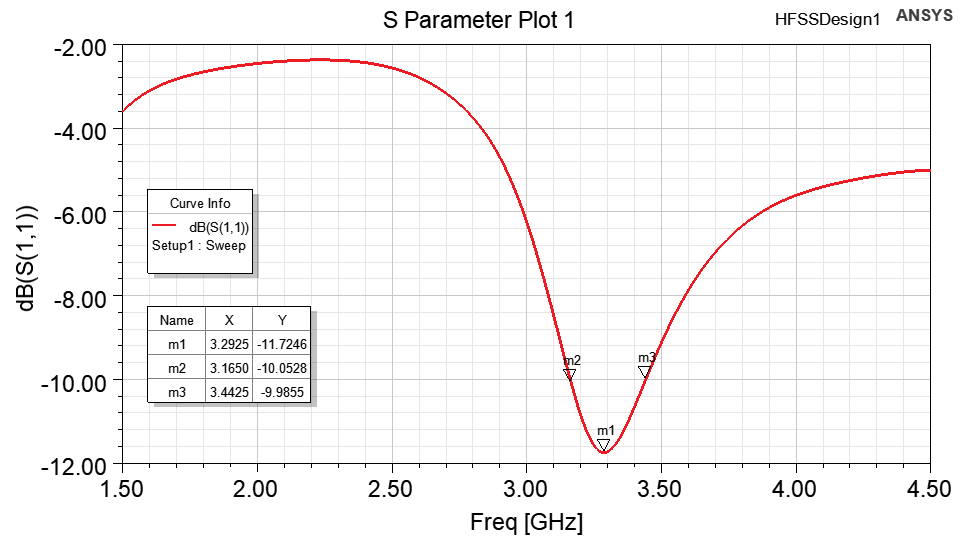 S Parameter Plot 1
HFSSDesign1
ANSYS
-2.00
-4.00
-6.00
-8.00
-10.00
-12.00
dB(S(1,1))
Curve Info
dB(S(1,1))
Setup1 : Sweep
Name X Y
m1 3.2925 -11.7246
m2 3.1650 -10.0528
m3 3.4425 -9.9855
m2
m3
m1
1.50 2.00 2.50 3.00 3.50 4.00 4.50
Freq [GHz]